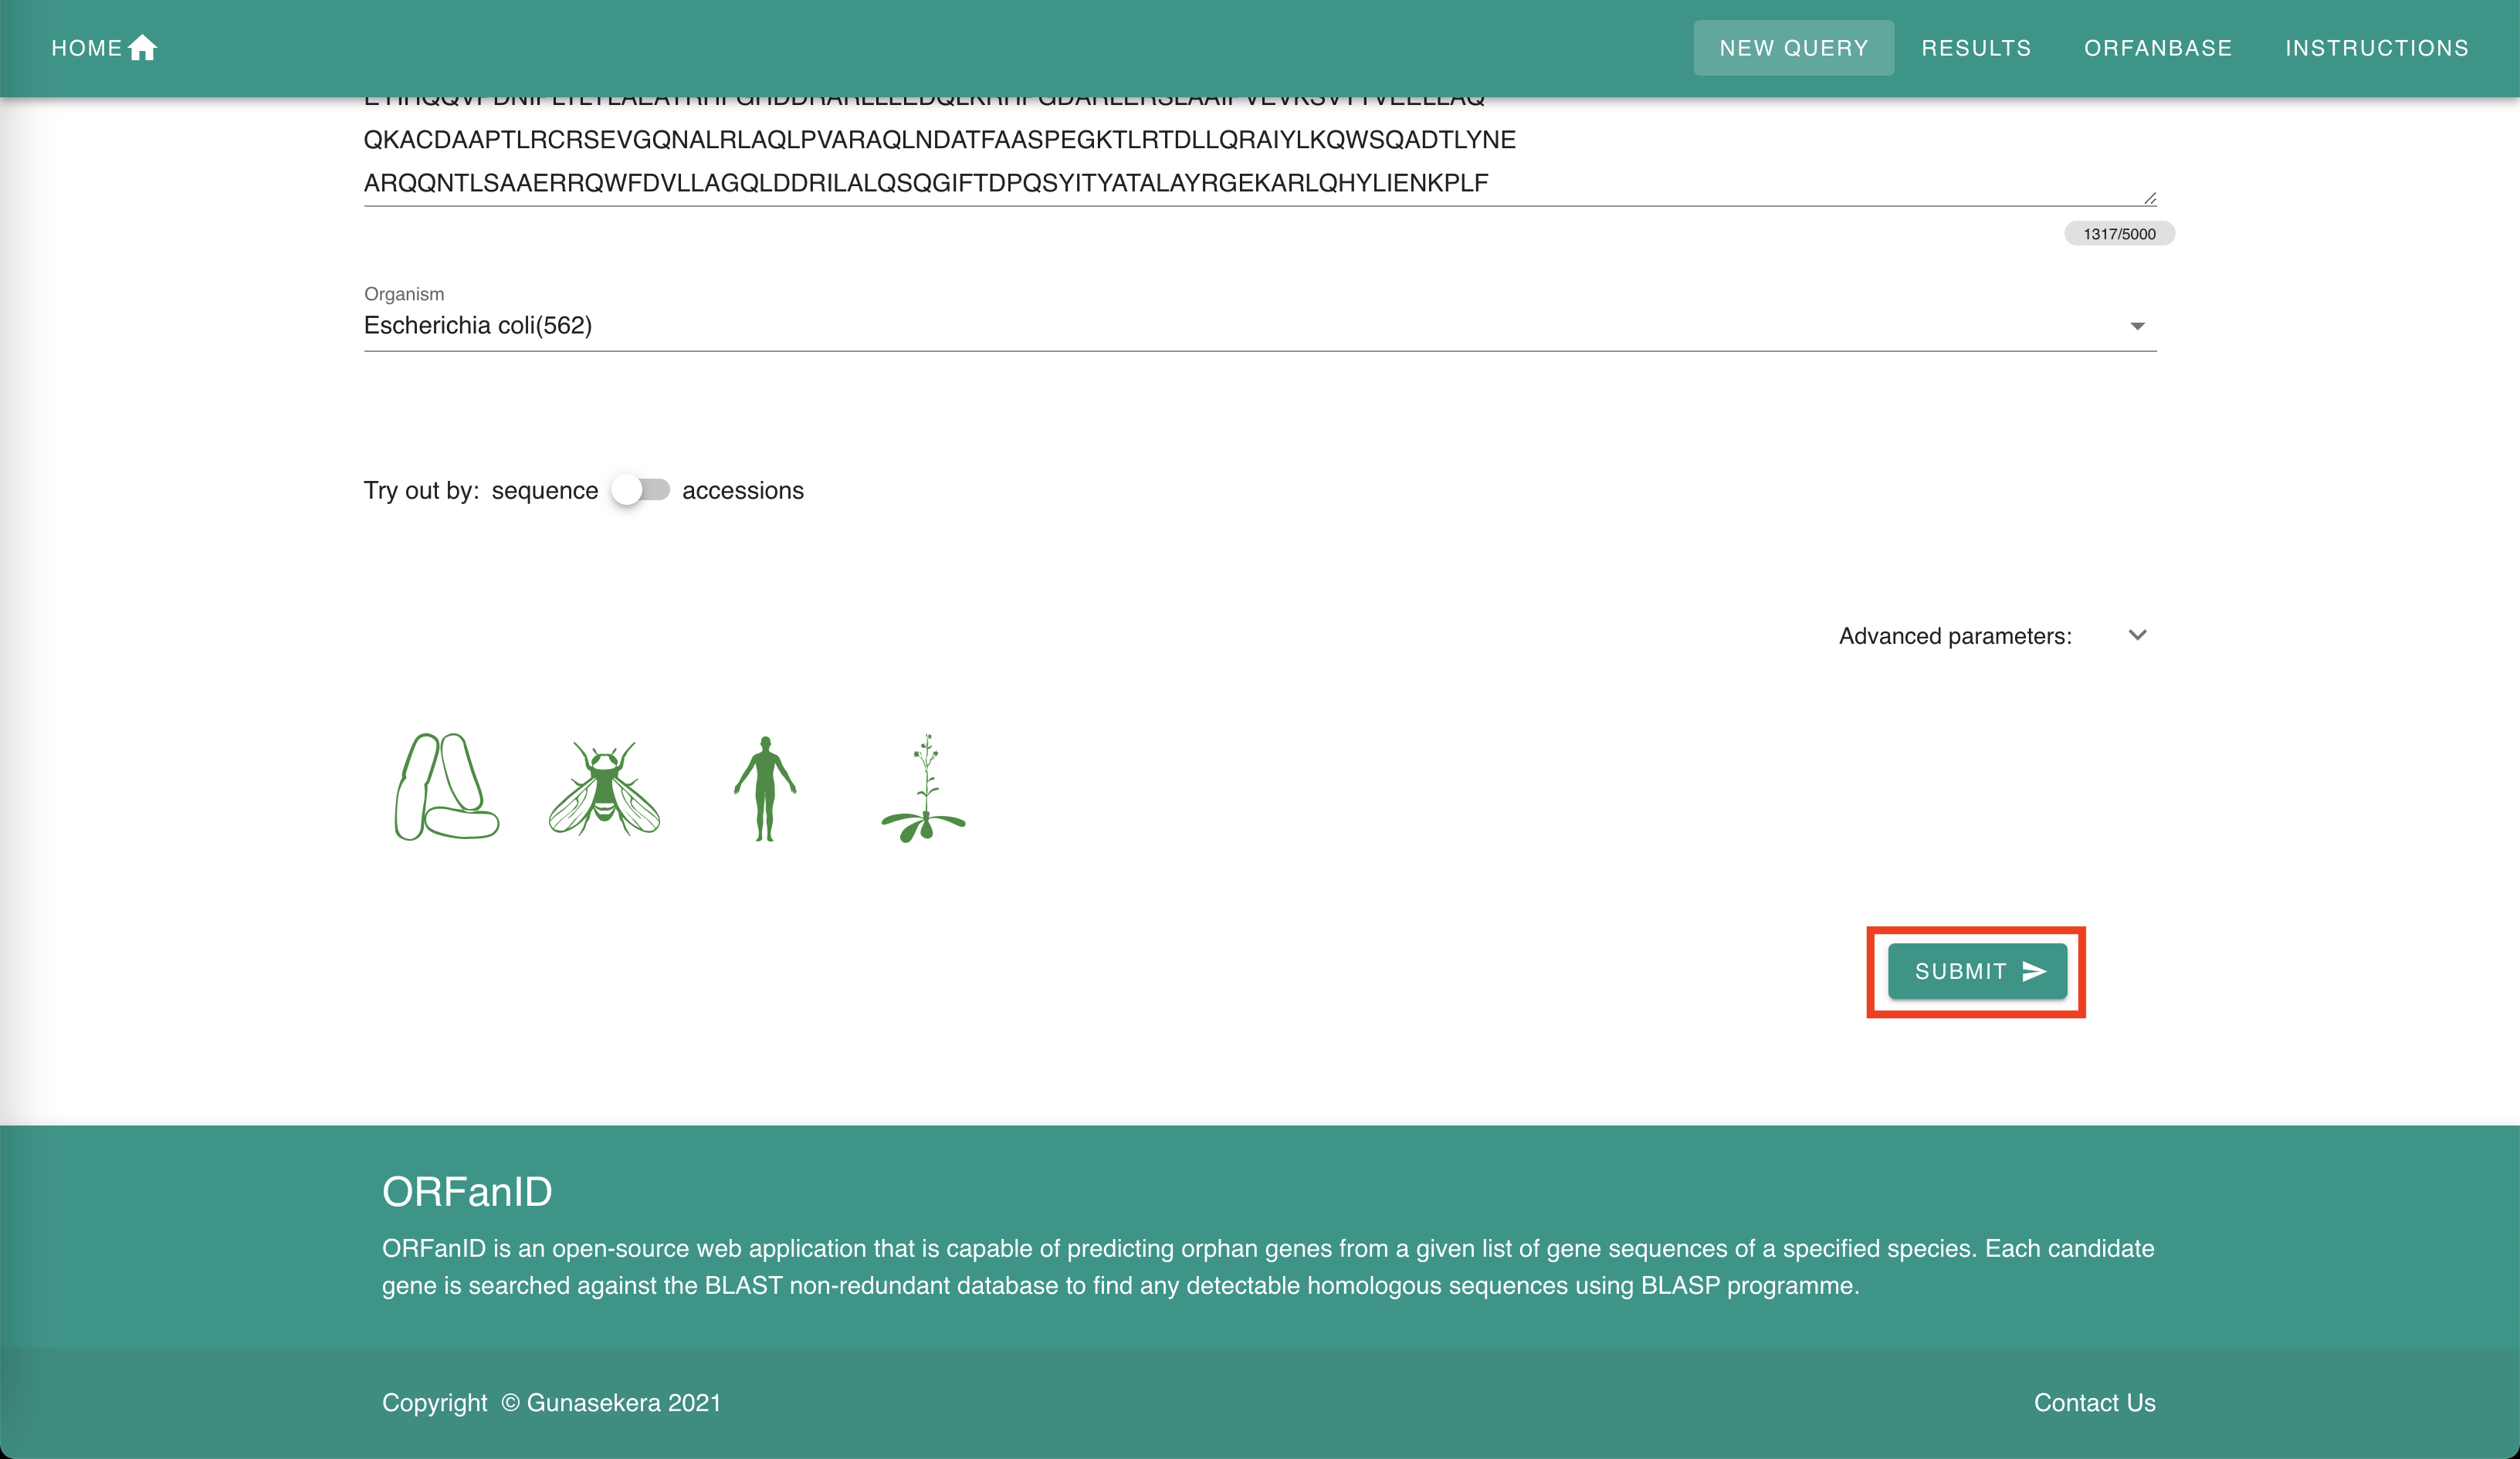 HOME
NEW QUERY
RESULTS
ORFANBASE
INSTRUCTIONS
QKACDAAPTLRCRSEVGQNALRLAQLPVARAQLNDATFAASPEGKTLRTDLLQRAIYLKQWSQADTLYNE
ARQQNTLSAAERRQWFDVLLAGQLDDRILALQSQGIFTDPQSYITYATALAYRGEKARLQHYLIENKPLF
1317/5000
Organism
Escherichia coli(562)
Try out by: sequence accessions
Advanced parameters:
SUBMIT
ORFanID
ORFanID is an open-source web application that is capable of predicting orphan genes from a given list of gene sequences of a specified species. Each candidate
gene is searched against the BLAST non-redundant database to find any detectable homologous sequences using BLASP programme.
Copyright © Gunasekera 2021
Contact Us